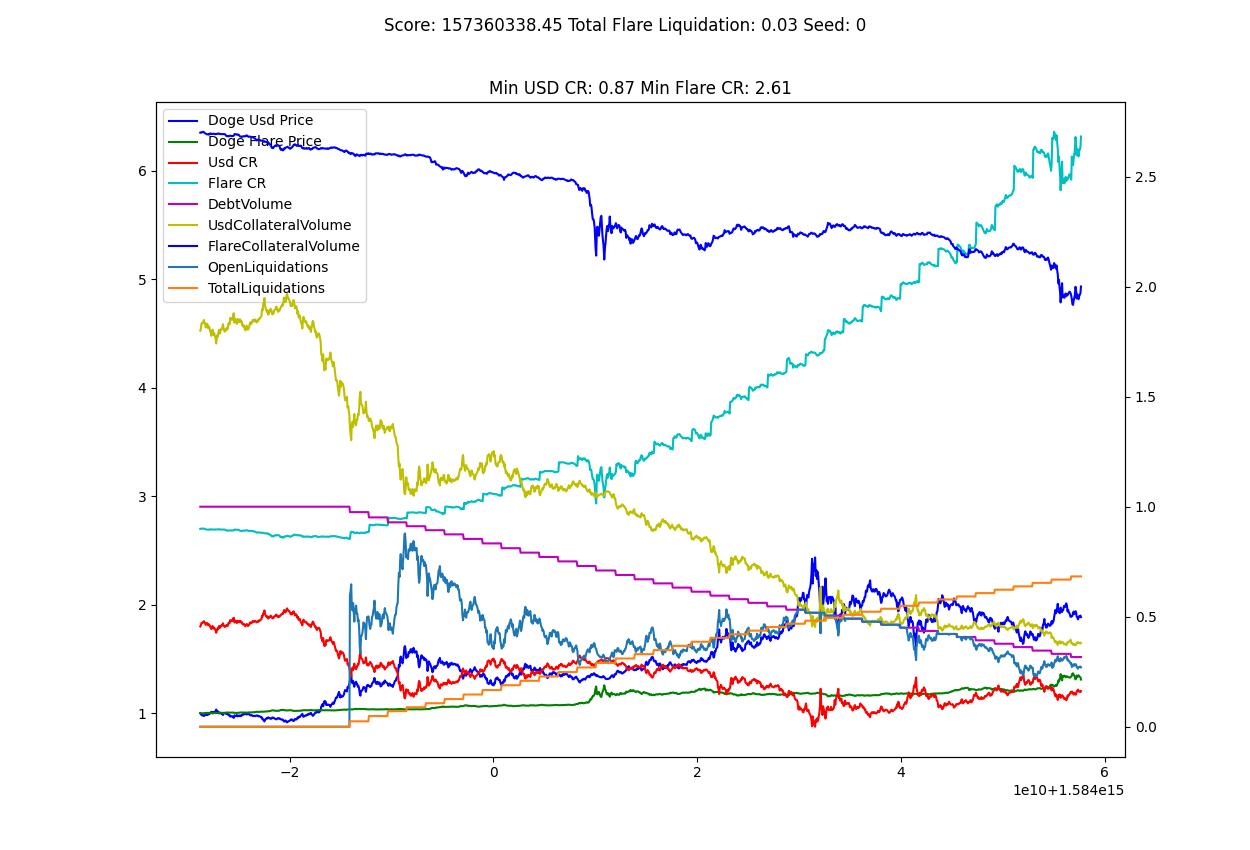 Score: 157360338.45 Total Flare Liquidation: 0.03 Seed: 0
Min USD CR: 0.87 Min Flare CR: 2.61
Doge Usd Price
Doge Flare Price
Usd CR
Flare CR
DebtVolume
UsdCollateralVolume
FlareCollateralVolume
OpenLiquidations
TotalLiquidations
6
5
4
3
2
1
2.5
2.0
1.5
1.0
0.5
0.0
−2
0
2
4
6
1e10+1.584e15